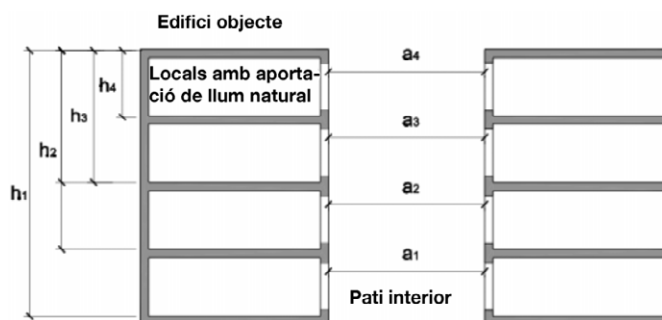 Edifici objecte
Locals amb aporta-
ció de llum natural
a4
h4
h3
a3
h2
a2
h1
a1
Pati interior